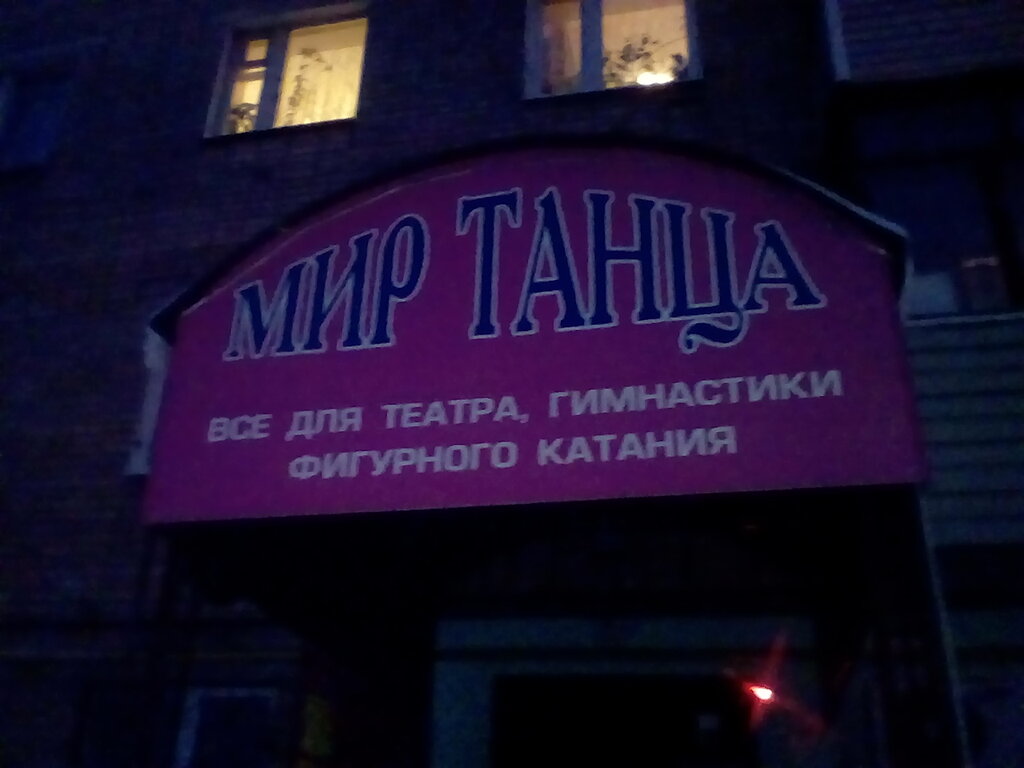 МИР ТАНЦА
ВСЕ ДЛЯ ТЕАТРА, ГИМНАСТИКИ
ФИГУРНОГО КАТАНИЯ